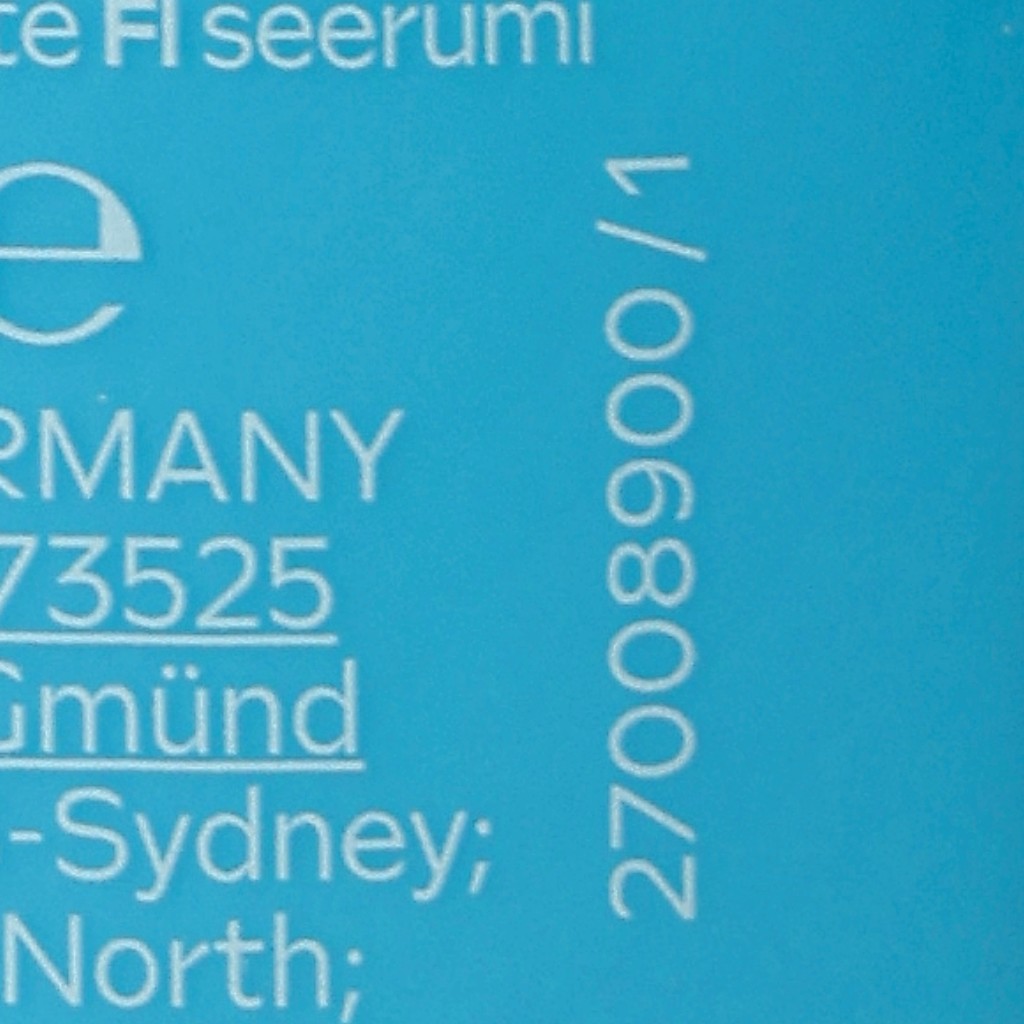 te FI seerumi
e
RMANY
73525
Gmünd
-Sydney;
North;
27008900 /1